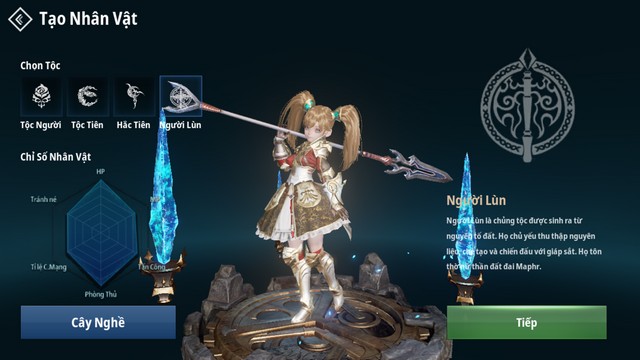 Tạo Nhân Vật
Chọn Tộc
Tộc Người
Tộc Tiên
Hắc Tiên
Người Lùn
Chỉ Số Nhân Vật
HP
Tránh né
Tỉ lệ C.Mạng
Tấn Công
Phòng Thủ
Cây Nghề
Người Lùn
Người Lùn là chủng tộc được sinh ra từ
nguyên tố đất. Họ chủ yếu thu thập nguyên
liệu, chế tạo và chiến đấu với giáp sắt. Họ tôn
thờ nữ thần đất đai Maphr.
Tiếp